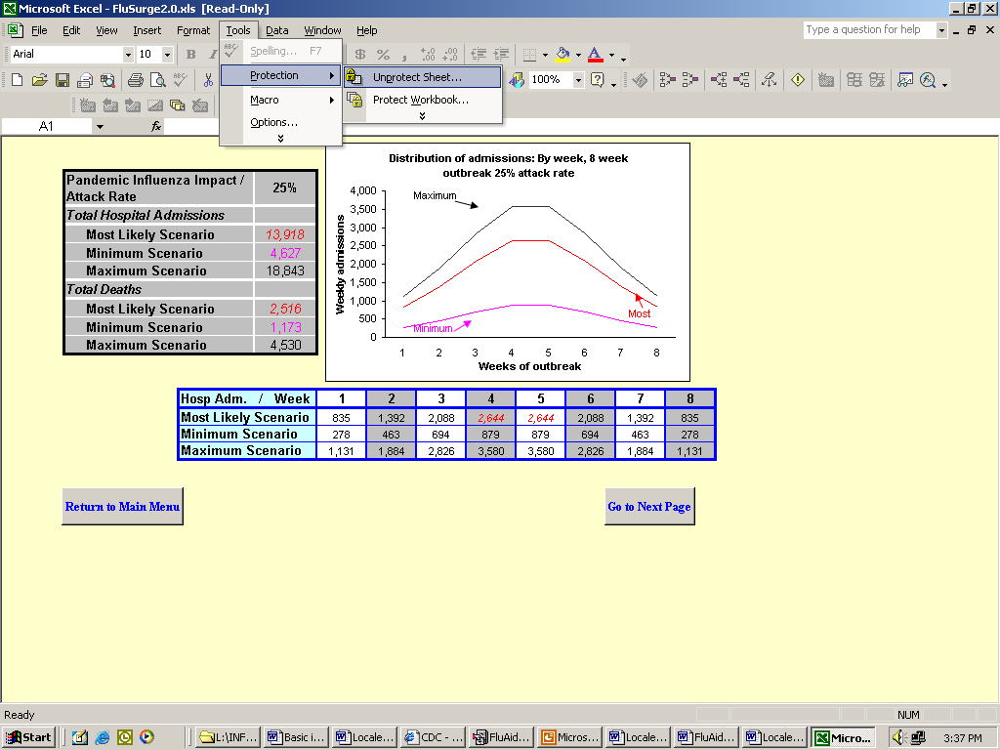 Microsoft Excel - FluSurge2.0.xls [Read-Only]
File Edit View Insert Format Tools Data Window Help
Type a question for help
Arial 10 B I
Spelling... F7
$ % ,
Protection
Unprotect Sheet...
100%
Macro
Protect Workbook...
Options...
A1 fx
Pandemic Influenza Impact / Attack Rate 25%
Total Hospital Admissions
Most Likely Scenario 13,918
Minimum Scenario 4,627
Maximum Scenario 18,843
Total Deaths
Most Likely Scenario 2,516
Minimum Scenario 1,173
Maximum Scenario 4,530
Distribution of admissions: By week, 8 week
outbreak 25% attack rate
Weekly admissions
4,000
3,500
3,000
2,500
2,000
1,500
1,000
500
0
Maximum
Most
Minimum
1 2 3 4 5 6 7 8
Weeks of outbreak
Hosp Adm. / Week 1 2 3 4 5 6 7 8
Most Likely Scenario 835 1,392 2,088 2,644 2,644 2,088 1,392 835
Minimum Scenario 278 463 694 879 879 694 463 278
Maximum Scenario 1,131 1,884 2,826 3,580 3,580 2,826 1,884 1,131
Return to Main Menu
Go to Next Page
Ready NUM
Start L:\INF... Basic i... Locale... CDC - ... FluAid... Micros... Locale... FluAid... Locale... Micro... 3:37 PM